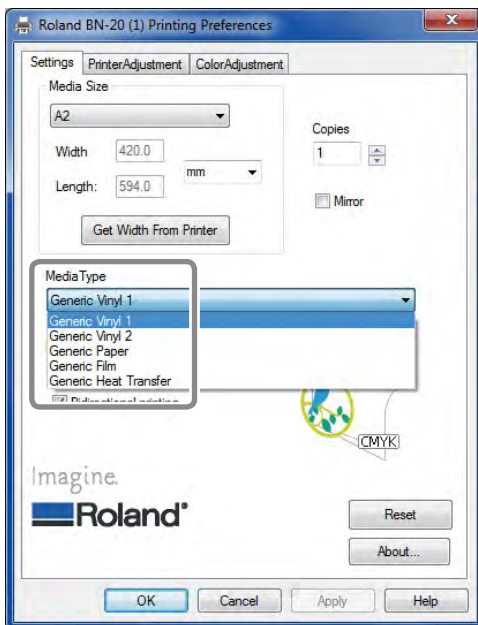 Roland BN-20 (1) Printing Preferences
Settings PrinterAdjustment ColorAdjustment
Media Size
A2
Width 420.0
mm
Length: 594.0
Get Width From Printer
Copies
1
Mirror
MediaType
Generic Vinyl 1
Generic Vinyl 1
Generic Vinyl 2
Generic Paper
Generic Film
Generic Heat Transfer
Bidirectional printing
CMYK
Imagine.
Roland®
Reset
About...
OK Cancel Apply Help